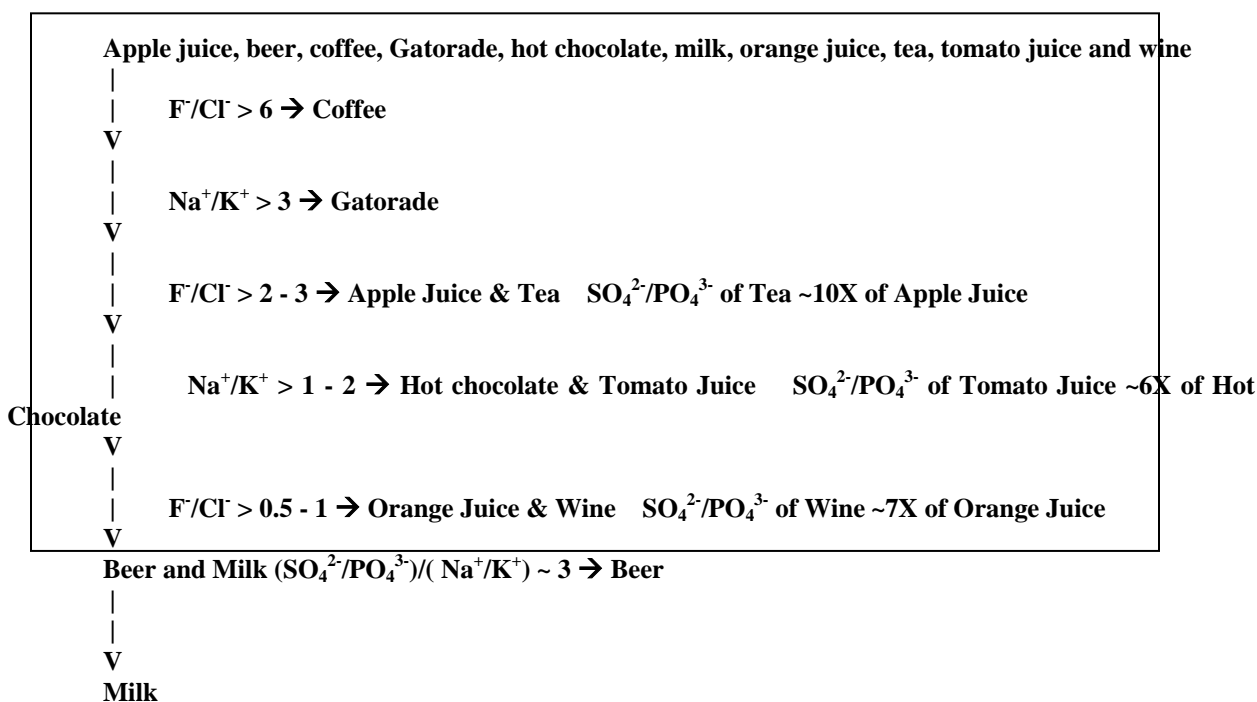 Apple juice, beer, coffee, Gatorade, hot chocolate, milk, orange juice, tea, tomato juice and wine
|
| F⁻/Cl⁻ > 6 → Coffee
V
|
| Na⁺/K⁺ > 3 → Gatorade
V
|
| F⁻/Cl⁻ > 2 - 3 → Apple Juice & Tea SO₄²⁻/PO₄³⁻ of Tea ~10X of Apple Juice
V
|
| Na⁺/K⁺ > 1 - 2 → Hot chocolate & Tomato Juice SO₄²⁻/PO₄³⁻ of Tomato Juice ~6X of Hot
Chocolate|
V
|
| F⁻/Cl⁻ > 0.5 - 1 → Orange Juice & Wine SO₄²⁻/PO₄³⁻ of Wine ~7X of Orange Juice
V
Beer and Milk (SO₄²⁻/PO₄³⁻)/( Na⁺/K⁺) ~ 3 → Beer
|
|
V
Milk